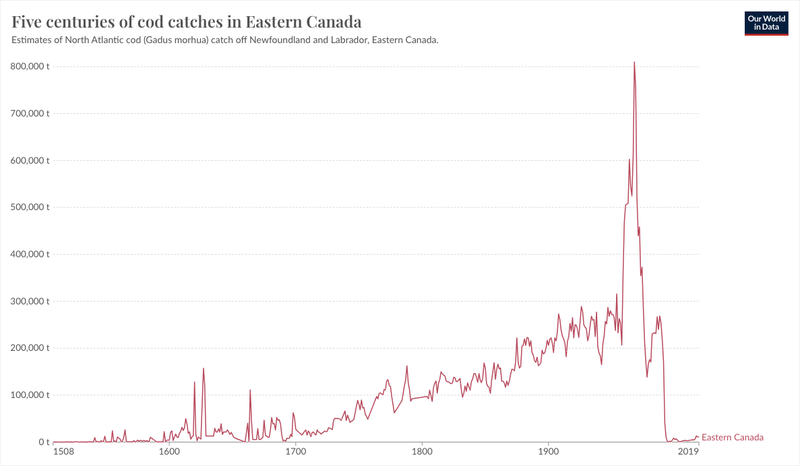 Five centuries of cod catches in Eastern Canada
Our World
in Data
Estimates of North Atlantic cod (Gadus morhua) catch off Newfoundland and Labrador, Eastern Canada.
800,000 t
700,000 t
600,000 t
500,000 t
400,000 t
300,000 t
200,000 t
100,000 t
0 t
Eastern Canada
1508 1600 1700 1800 1900 2019